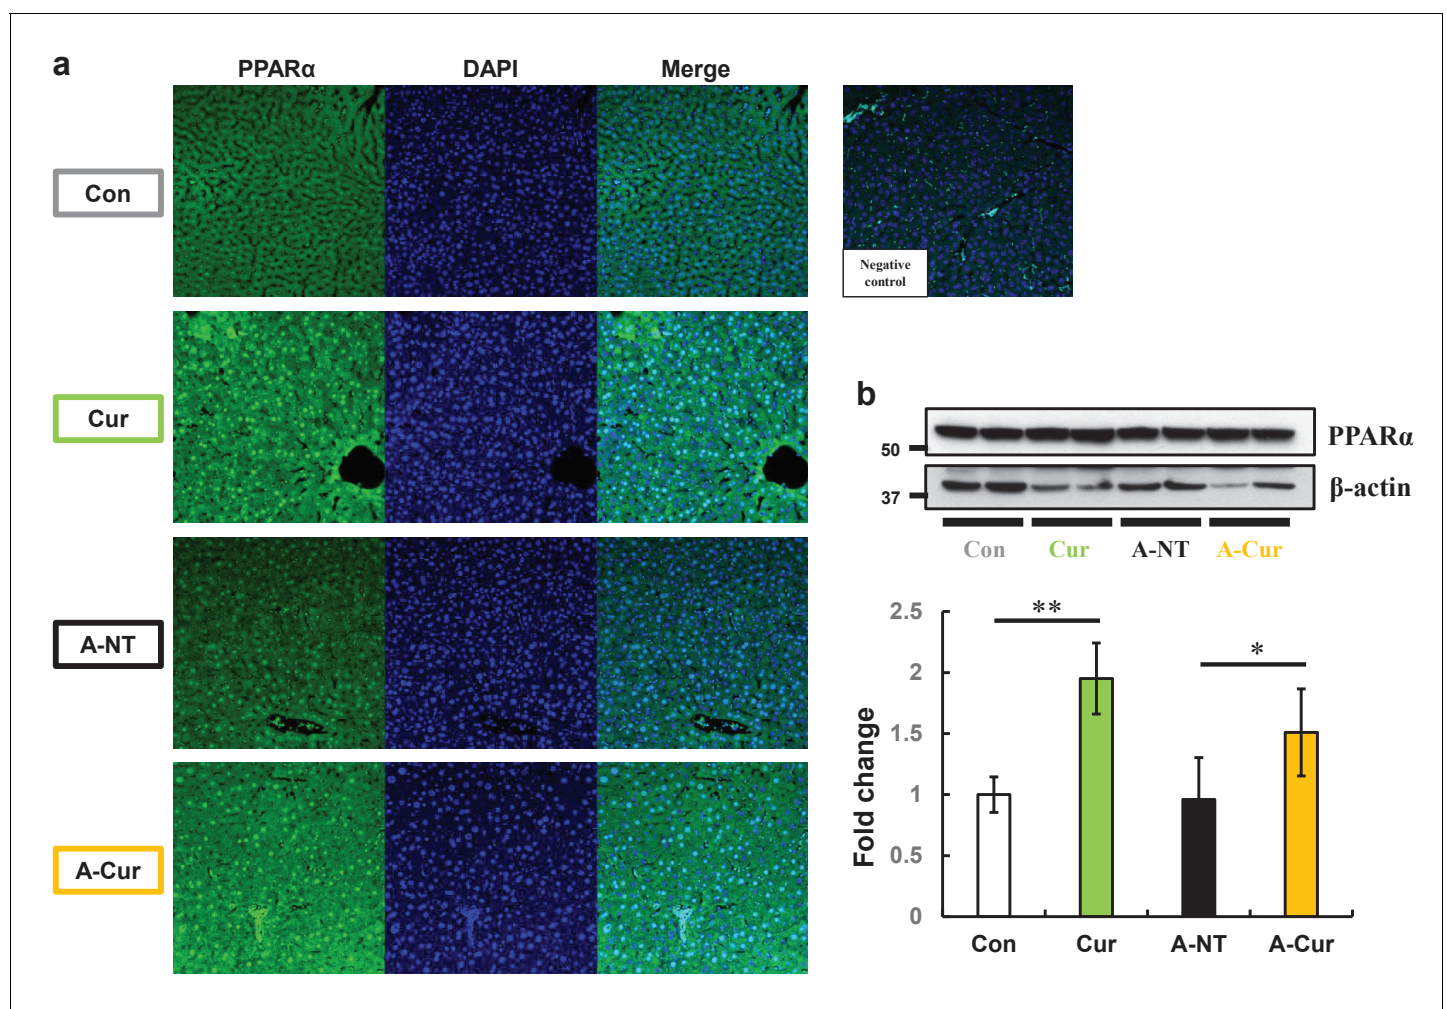 a
PPARα DAPI Merge
Con
Negative
control
Cur
A-NT
A-Cur
b
PPARα
50
β-actin
37
Con Cur A-NT A-Cur
Fold change
2.5
2
1.5
1
0.5
0
**
*
Con Cur A-NT A-Cur